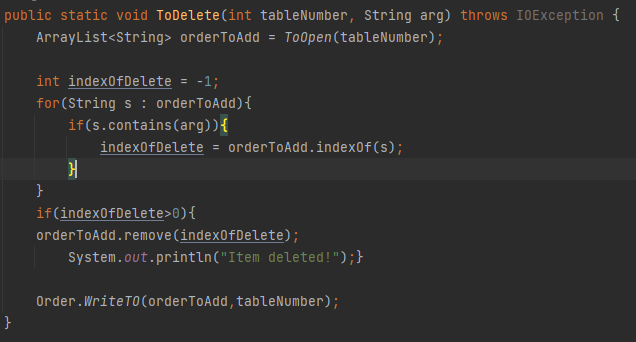 public static void ToDelete(int tableNumber, String arg) throws IOException {
    ArrayList<String> orderToAdd = ToOpen(tableNumber);
    int indexOfDelete = -1;
    for(String s : orderToAdd){
        if(s.contains(arg)){
            indexOfDelete = orderToAdd.indexOf(s);
        }
    }
    if(indexOfDelete>0){
    orderToAdd.remove(indexOfDelete);
        System.out.println("Item deleted!");}
    Order.WriteTO(orderToAdd,tableNumber);
}